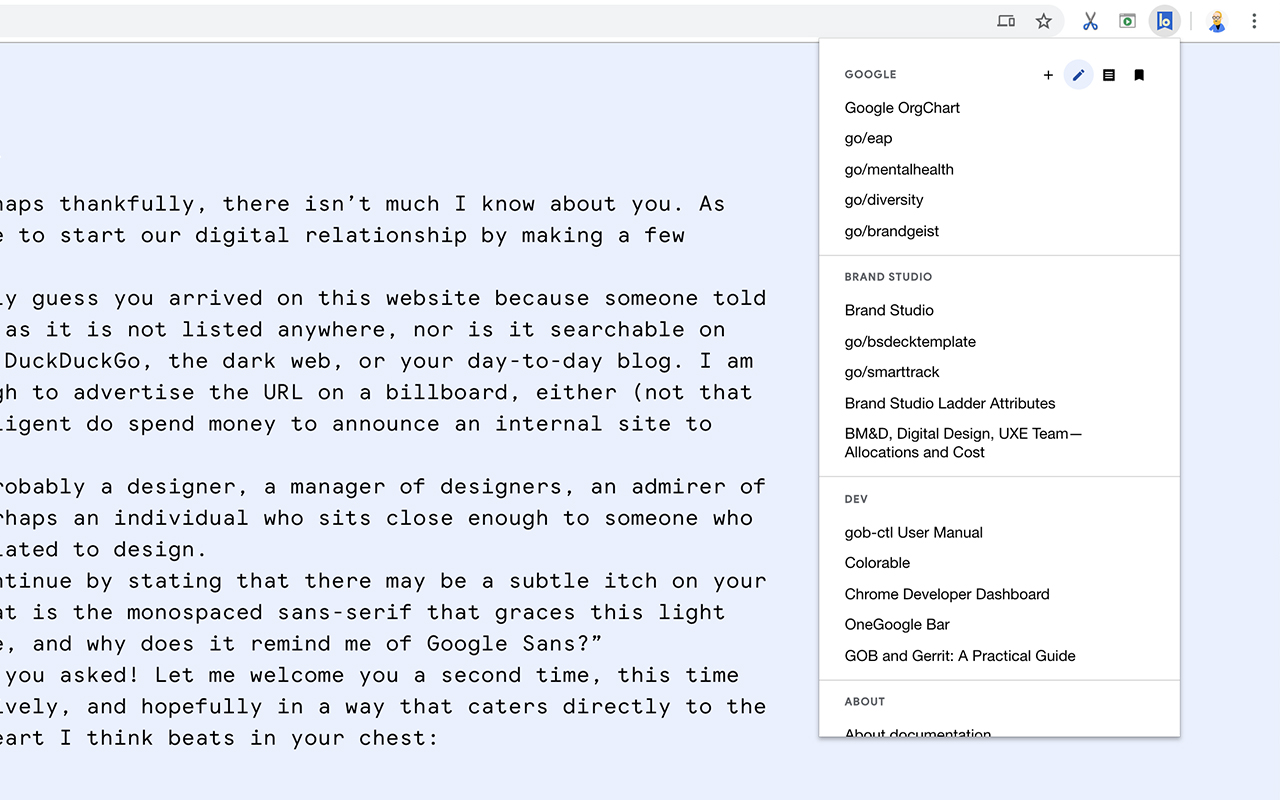 haps thankfully, there isn’t much I know about you. As
e to start our digital relationship by making a few
ly guess you arrived on this website because someone told
as it is not listed anywhere, nor is it searchable on
DuckDuckGo, the dark web, or your day-to-day blog. I am
gh to advertise the URL on a billboard, either (not that
ligent do spend money to announce an internal site to
robably a designer, a manager of designers, an admirer of
rhaps an individual who sits close enough to someone who
lated to design.
ntinue by stating that there may be a subtle itch on your
at is the monospaced sans-serif that graces this light
e, and why does it remind me of Google Sans?”
you asked! Let me welcome you a second time, this time
ively, and hopefully in a way that caters directly to the
eart I think beats in your chest:
GOOGLE
Google OrgChart
go/eap
go/mentalhealth
go/diversity
go/brandgeist
BRAND STUDIO
Brand Studio
go/bsdecktemplate
go/smarttrack
Brand Studio Ladder Attributes
BM&D, Digital Design, UXE Team—
Allocations and Cost
DEV
gob-ctl User Manual
Colorable
Chrome Developer Dashboard
OneGoogle Bar
GOB and Gerrit: A Practical Guide
ABOUT
About documentation